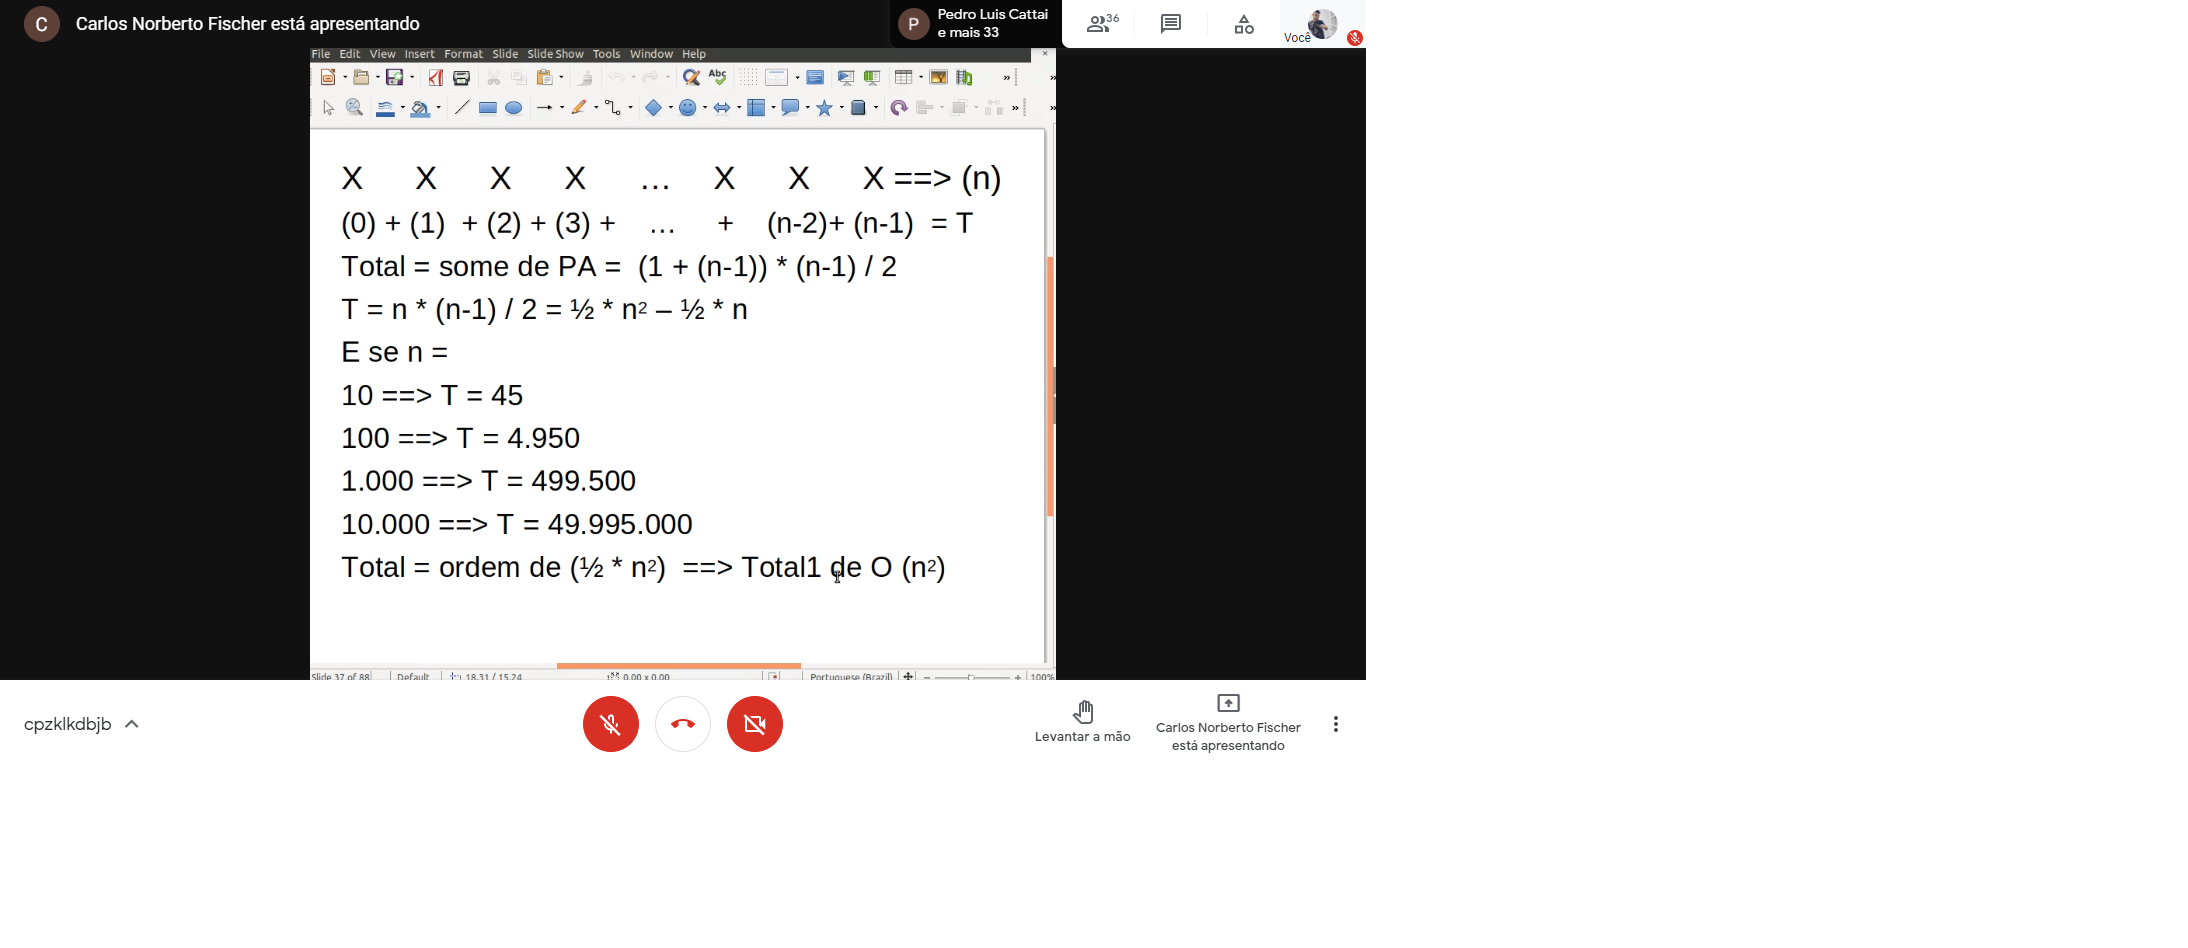 C Carlos Norberto Fischer está apresentando
P Pedro Luis Cattai
e mais 33
36
Você
File Edit View Insert Format Slide Slide Show Tools Window Help
Abc
X X X X ... X X X ==> (n)
(0) + (1) + (2) + (3) + ... + (n-2)+ (n-1) = T
Total = some de PA = (1 + (n-1)) * (n-1) / 2
T = n * (n-1) / 2 = ½ * n² – ½ * n
E se n =
10 ==> T = 45
100 ==> T = 4.950
1.000 ==> T = 499.500
10.000 ==> T = 49.995.000
Total = ordem de (½ * n²) ==> Total1 de O (n²)
Slide 37 of 88 Default 18.31 / 15.24 0.00 x 0.00 Portuguese (Brazil) 100%
cpzklkdbjb
Levantar a mão
Carlos Norberto Fischer
está apresentando